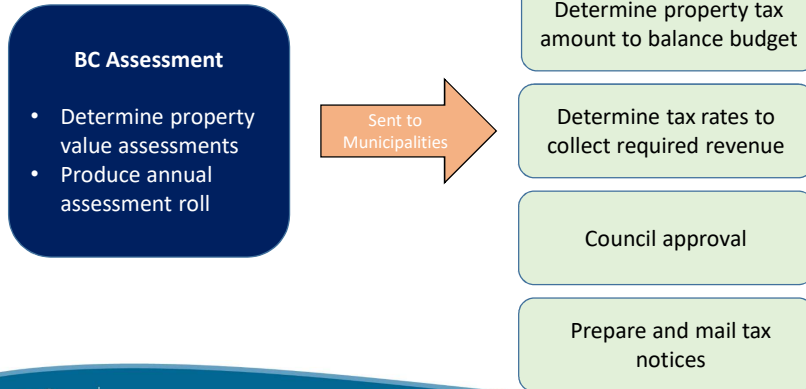 BC Assessment
• Determine property
value assessments
• Produce annual
assessment roll
Sent to
Municipalities
Determine property tax
amount to balance budget
Determine tax rates to
collect required revenue
Council approval
Prepare and mail tax
notices